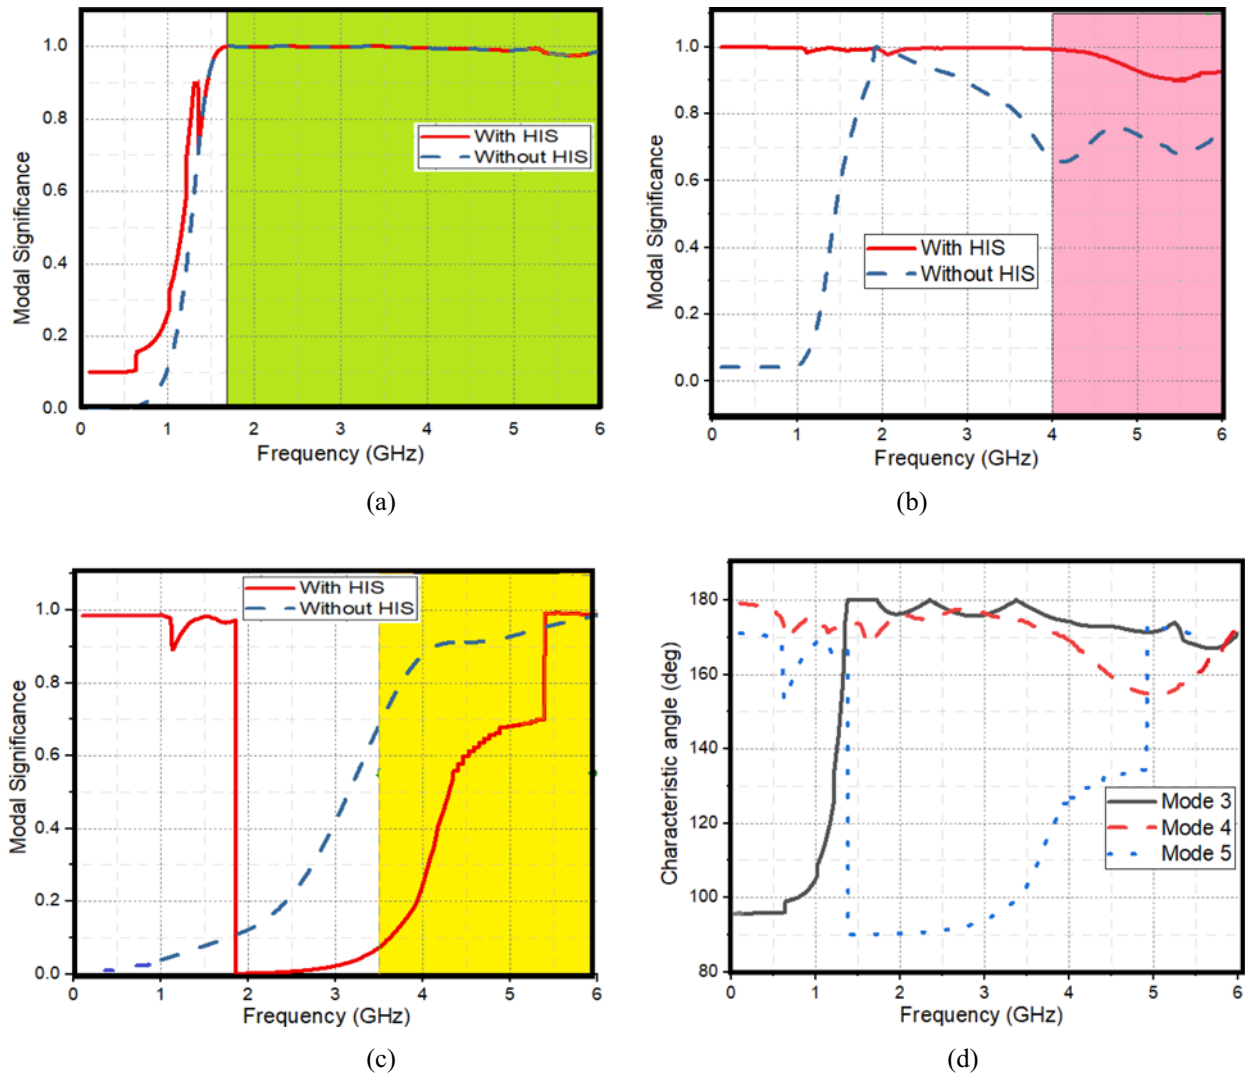 Modal Significance
1.0
0.8
0.6
0.4
0.2
0.0
With HIS
Without HIS
0 1 2 3 4 5 6
Frequency (GHz)
(a)
Modal Significance
1.0
0.8
0.6
0.4
0.2
0.0
With HIS
Without HIS
0 1 2 3 4 5 6
Frequency (GHz)
(b)
Modal Significance
1.0
0.8
0.6
0.4
0.2
0.0
With HIS
Without HIS
0 1 2 3 4 5 6
Frequency (GHz)
(c)
Characteristic angle (deg)
180
160
140
120
100
80
Mode 3
Mode 4
Mode 5
0 1 2 3 4 5 6
Frequency (GHz)
(d)